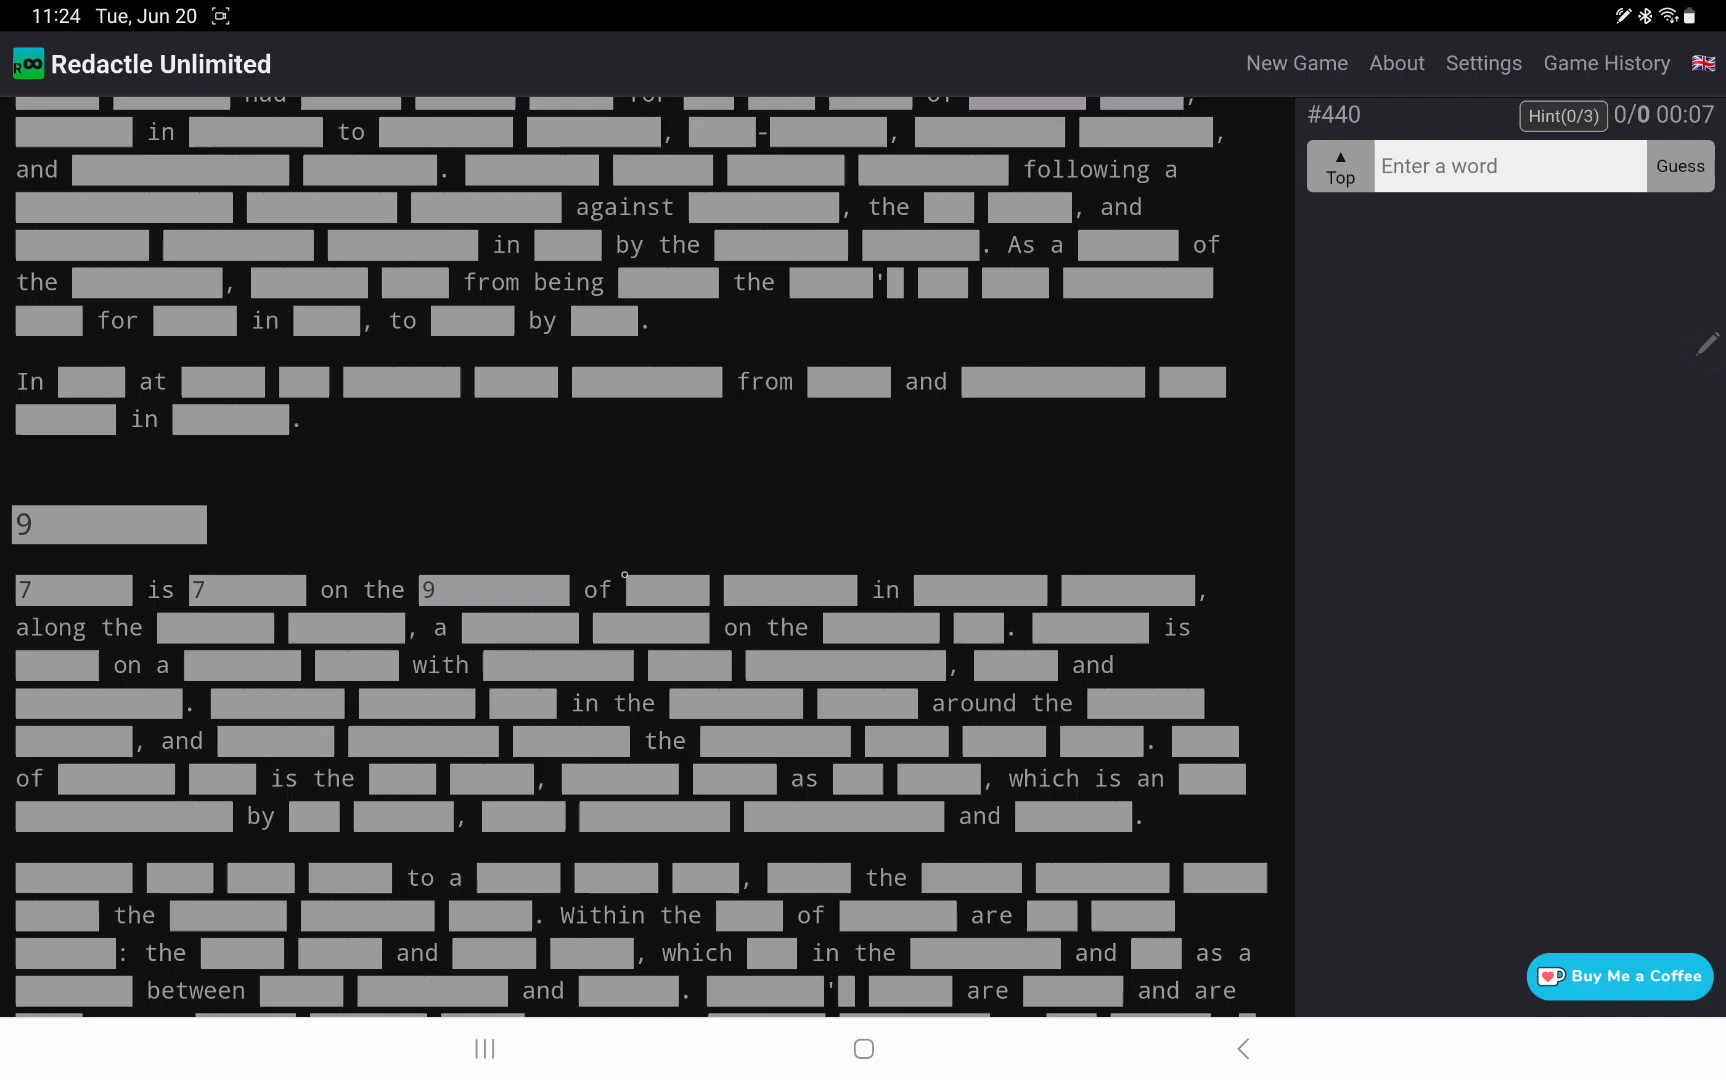 11:24 Tue, Jun 20
R∞ Redactle Unlimited
New Game About Settings Game History
had for of ,
in to , - , ,
and . following a
against , the , and
in by the . As a of
the , from being the '
for in , to by .
In at from and
in .
9
7 is 7 on the 9 of in ,
along the , a on the . is
on a with , and
. in the around the
, and the .
of is the , as , which is an
by , and .
to a , the
the . Within the of are
: the and , which in the and as a
between and . ' are and are
#440 Hint(0/3) 0/0 00:07
▲
Top
Enter a word Guess
Buy Me a Coffee